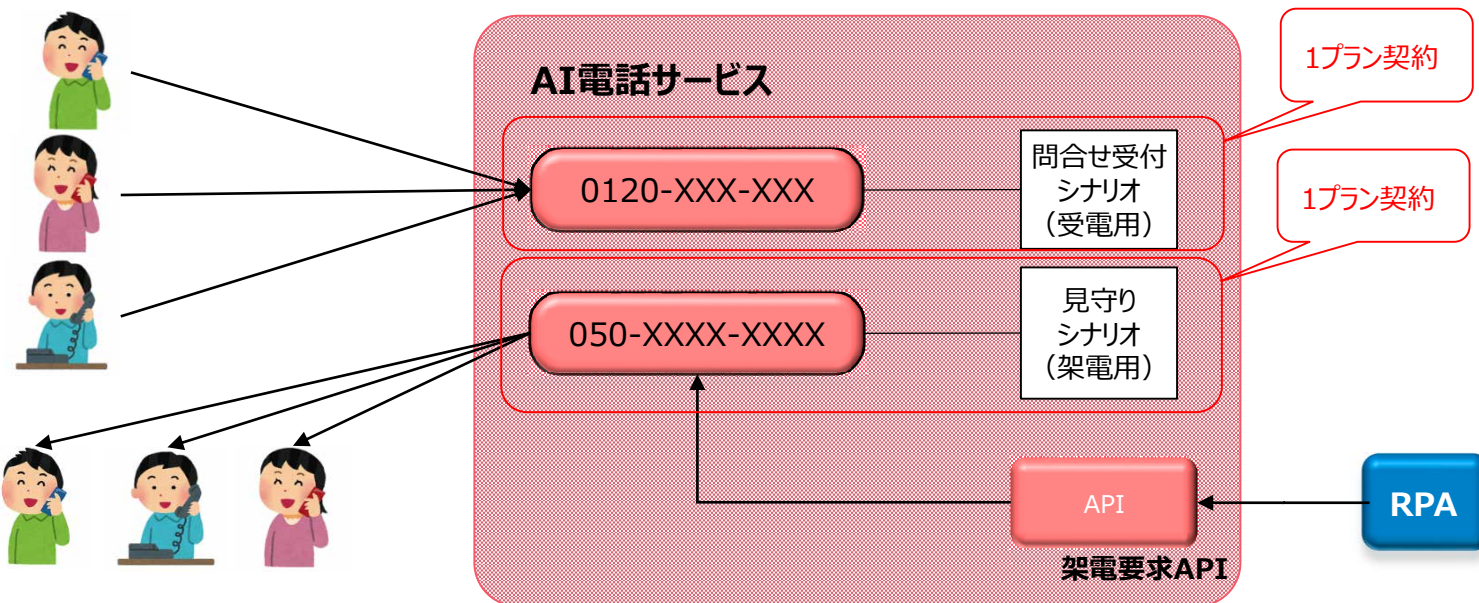 AI電話サービス
1プラン契約
0120-XXX-XXX
問合せ受付
シナリオ
（受電用）
1プラン契約
050-XXXX-XXXX
見守り
シナリオ
（架電用）
API
RPA
架電要求API